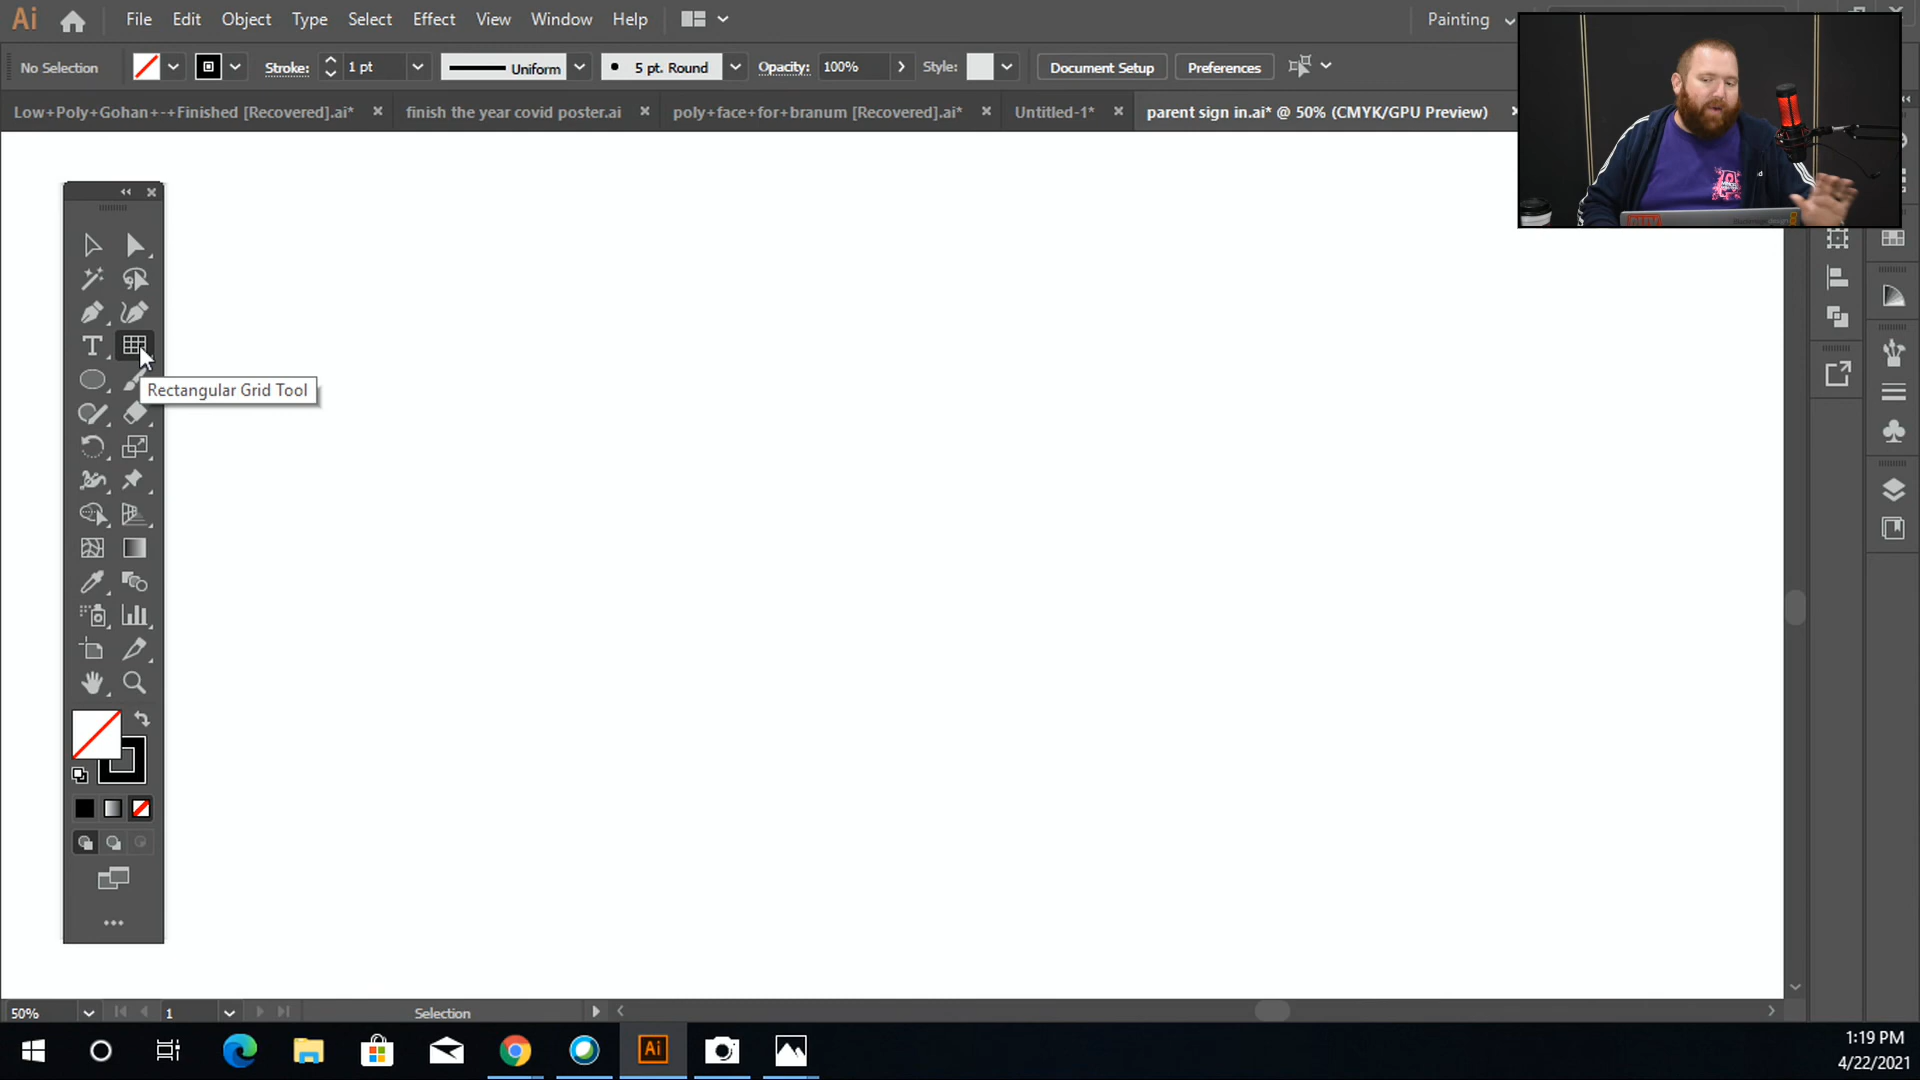 Ai File Edit Object Type Select Effect View Window Help Painting
No Selection Stroke: 1 pt Uniform 5 pt. Round Opacity: 100% Style: Document Setup Preferences
Low+Poly+Gohan+-+Finished [Recovered].ai* finish the year covid poster.ai poly+face+for+branum [Recovered].ai* Untitled-1* parent sign in.ai* @ 50% (CMYK/GPU Preview)
T
Rectangular Grid Tool
50% 1 Selection
Ai
1:19 PM
4/22/2021